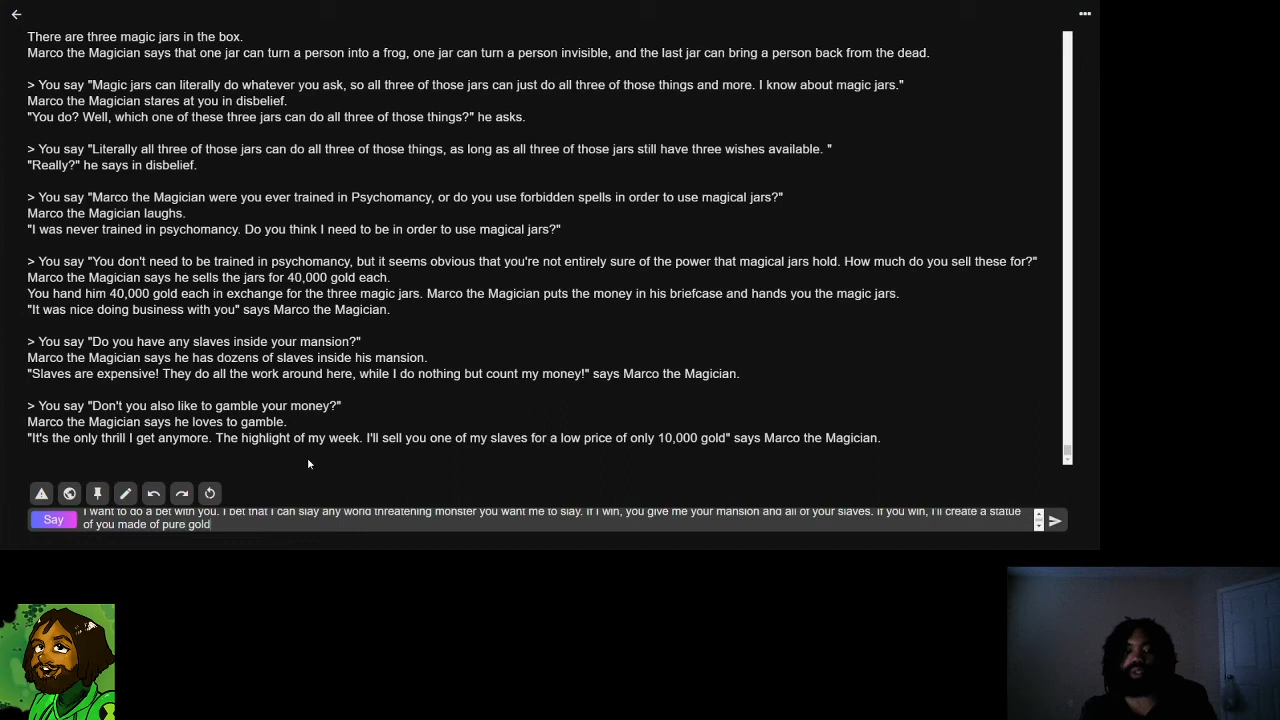 There are three magic jars in the box.
Marco the Magician says that one jar can turn a person into a frog, one jar can turn a person invisible, and the last jar can bring a person back from the dead.
> You say "Magic jars can literally do whatever you ask, so all three of those jars can just do all three of those things and more. I know about magic jars."
Marco the Magician stares at you in disbelief.
"You do? Well, which one of these three jars can do all three of those things?" he asks.
> You say "Literally all three of those jars can do all three of those things, as long as all three of those jars still have three wishes available. "
"Really?" he says in disbelief.
> You say "Marco the Magician were you ever trained in Psychomancy, or do you use forbidden spells in order to use magical jars?"
Marco the Magician laughs.
"I was never trained in psychomancy. Do you think I need to be in order to use magical jars?"
> You say "You don't need to be trained in psychomancy, but it seems obvious that you're not entirely sure of the power that magical jars hold. How much do you sell these for?"
Marco the Magician says he sells the jars for 40,000 gold each.
You hand him 40,000 gold each in exchange for the three magic jars. Marco the Magician puts the money in his briefcase and hands you the magic jars.
"It was nice doing business with you" says Marco the Magician.
> You say "Do you have any slaves inside your mansion?"
Marco the Magician says he has dozens of slaves inside his mansion.
"Slaves are expensive! They do all the work around here, while I do nothing but count my money!" says Marco the Magician.
> You say "Don't you also like to gamble your money?"
Marco the Magician says he loves to gamble.
"It's the only thrill I get anymore. The highlight of my week. I'll sell you one of my slaves for a low price of only 10,000 gold" says Marco the Magician.
Say
I want to do a bet with you. I bet that I can slay any world threatening monster you want me to slay. If I win, you give me your mansion and all of your slaves. If you win, I'll create a statue
of you made of pure gold